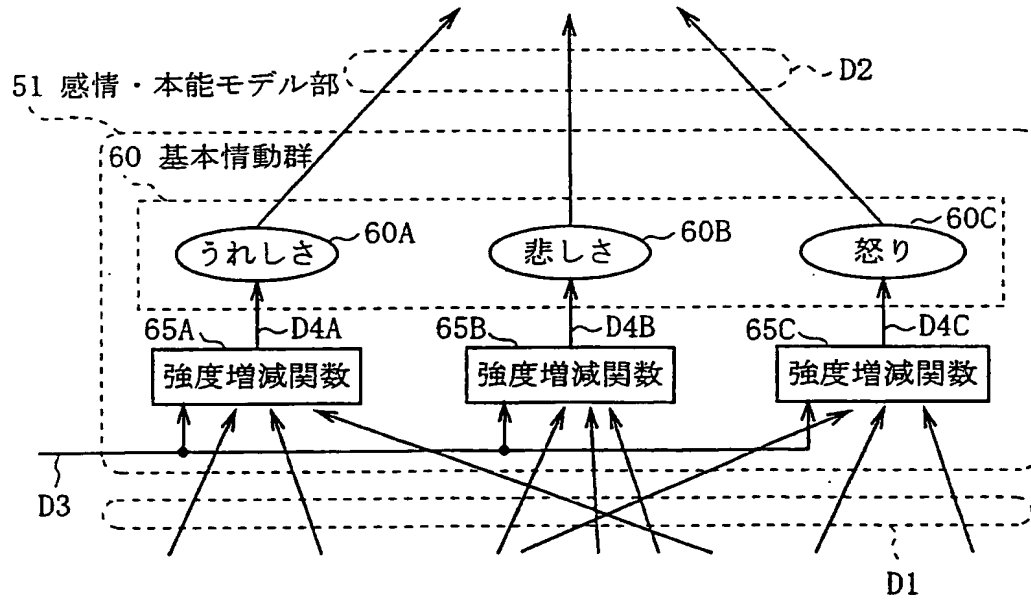 D2
51 感情・本能モデル部
60 基本情動群
60A
60B
60C
うれしさ
悲しさ
怒り
65A
D4A
65B
D4B
65C
D4C
強度増減関数
強度増減関数
強度増減関数
D3
D1